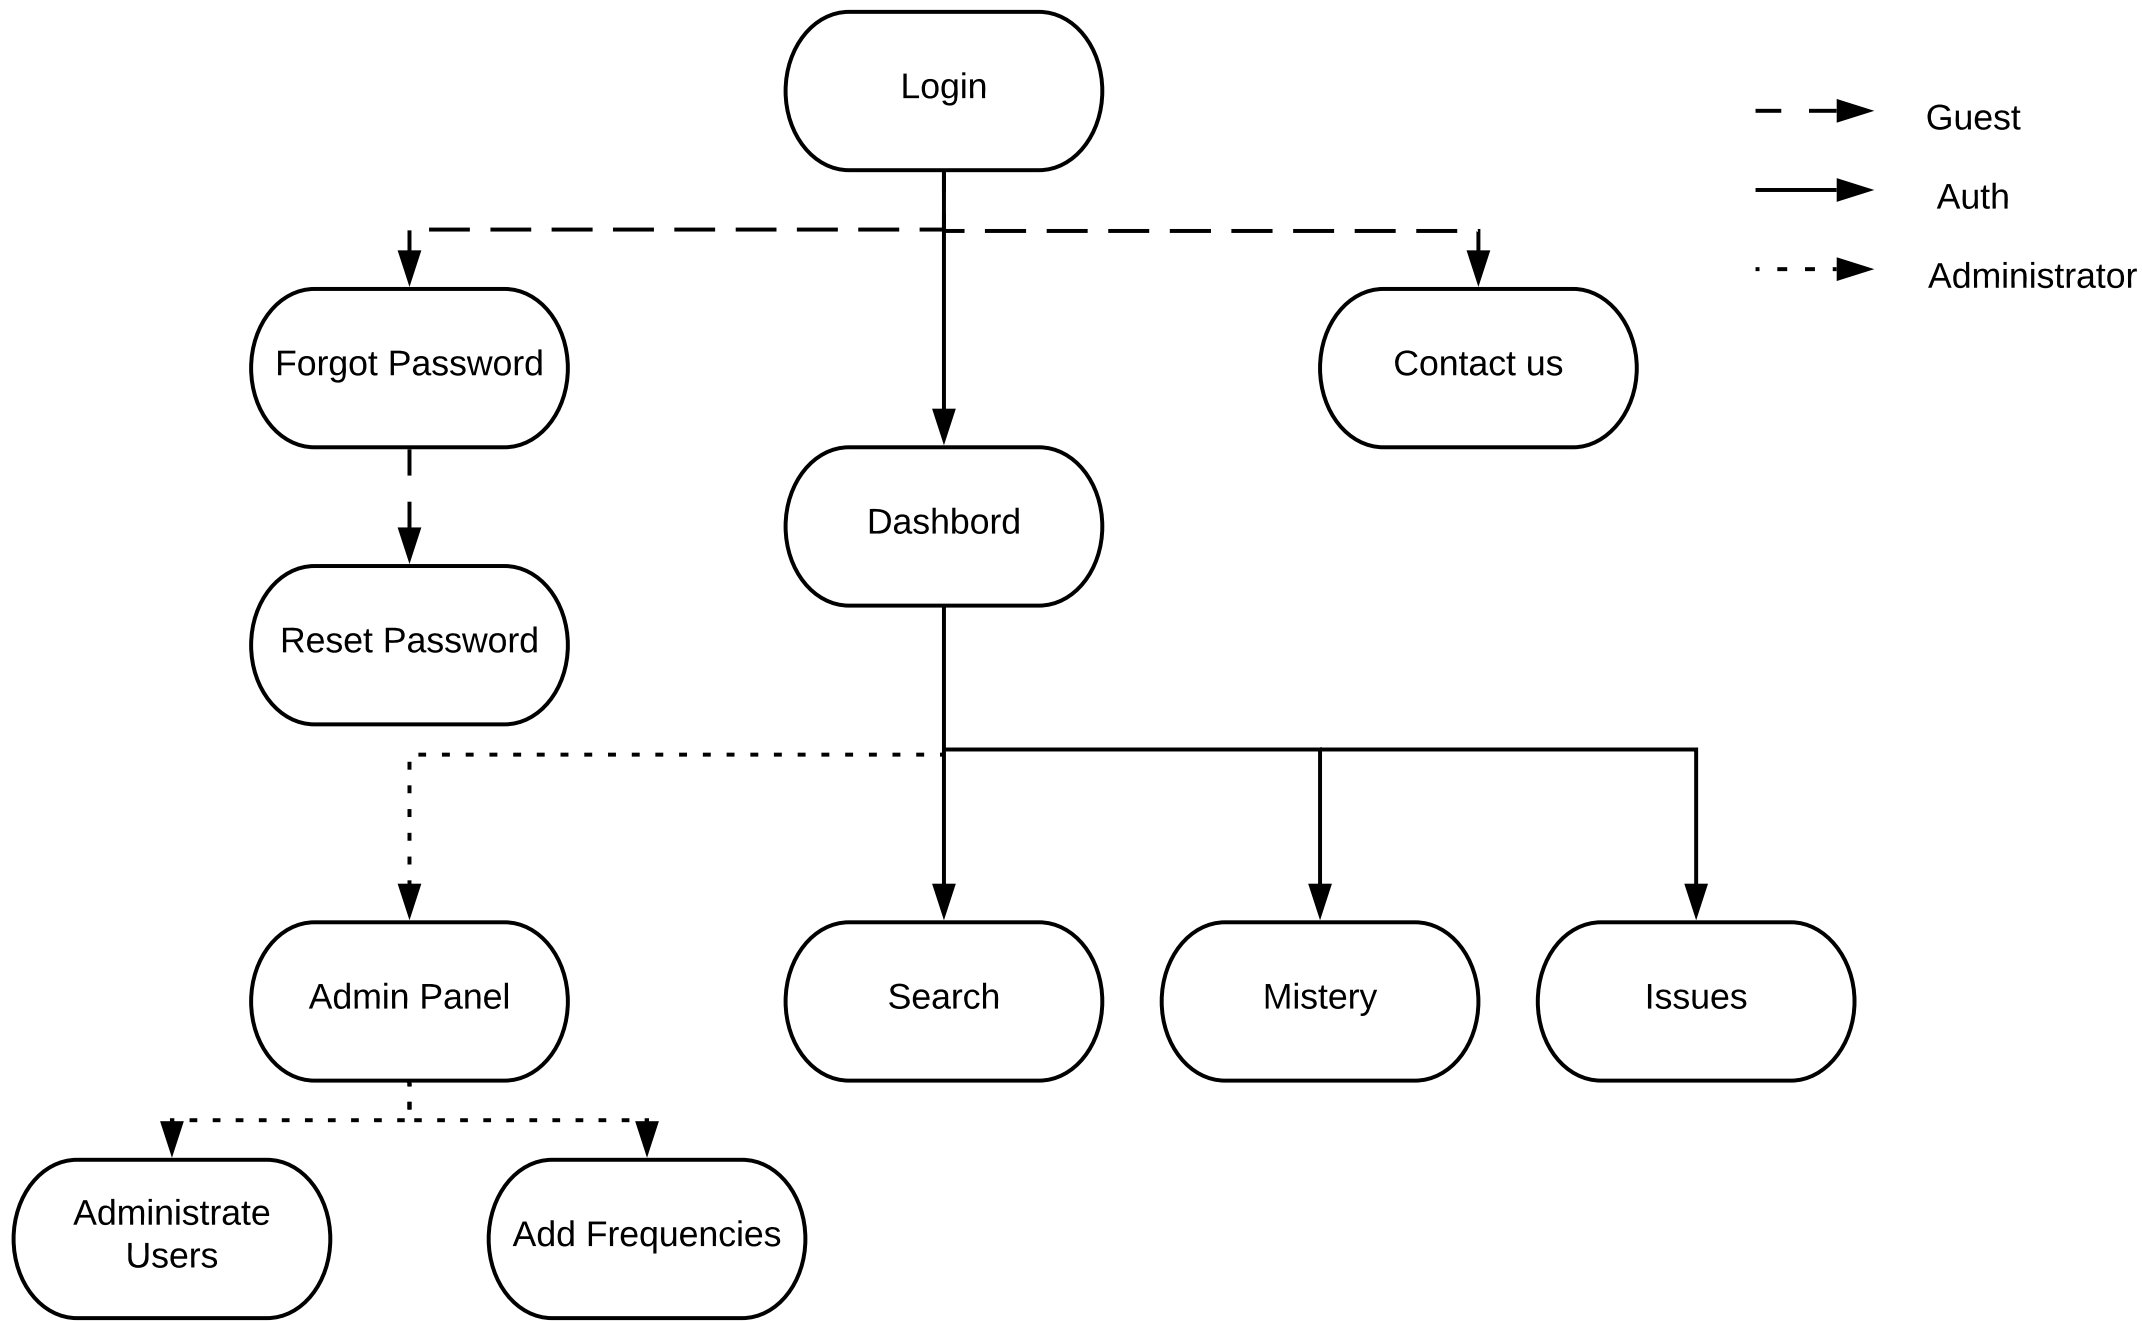 Login
Guest
Auth
Administrator
Forgot Password
Contact us
Dashbord
Reset Password
Admin Panel
Search
Mistery
Issues
Administrate
Users
Add Frequencies